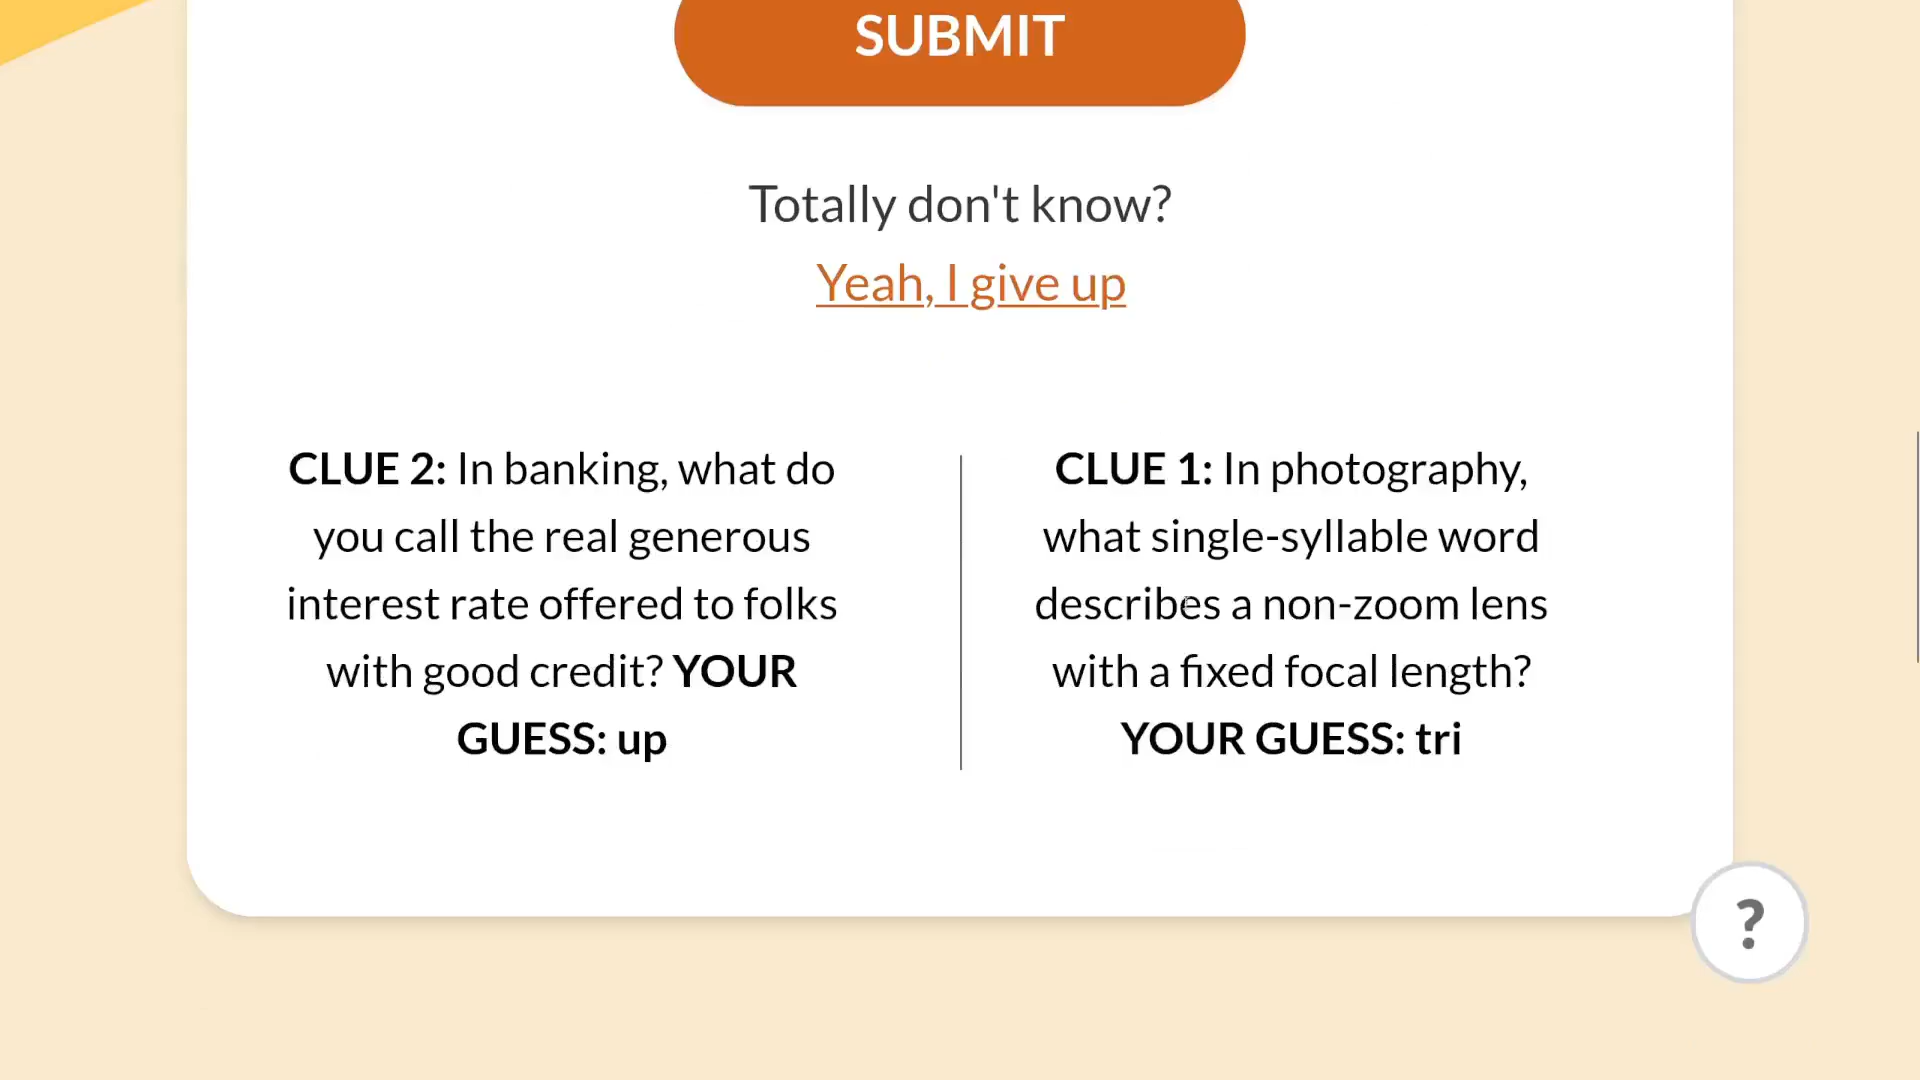 SUBMIT
Totally don't know?
Yeah, I give up
CLUE 2: In banking, what do
you call the real generous
interest rate offered to folks
with good credit? YOUR
GUESS: up
CLUE 1: In photography,
what single-syllable word
describes a non-zoom lens
with a fixed focal length?
YOUR GUESS: tri
?